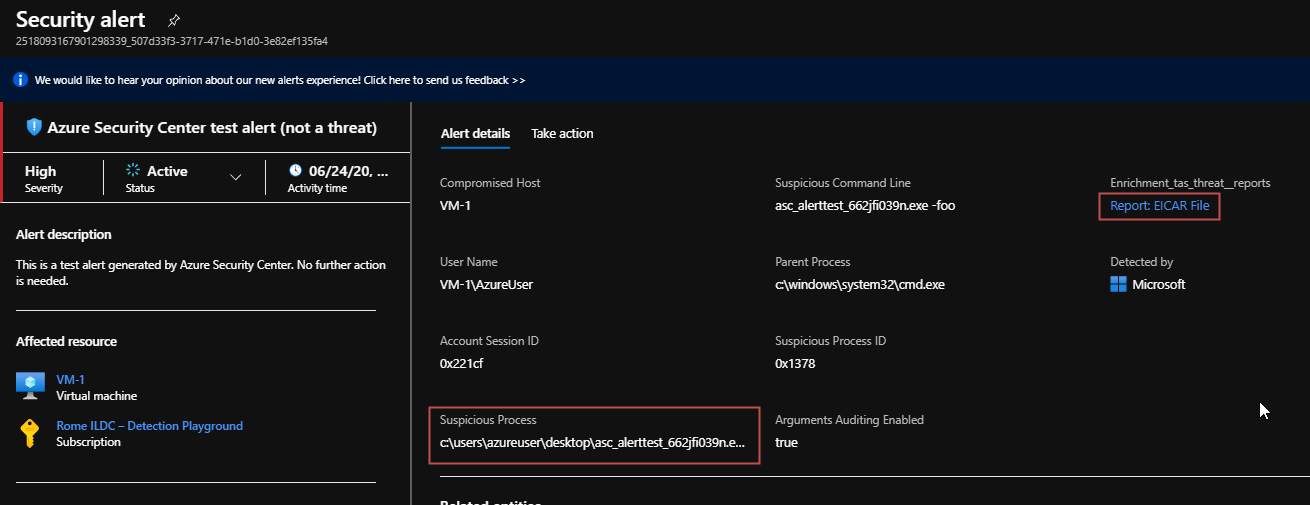 Security alert
2518093167901298339_507d33f3-3717-471e-b1d0-3e82ef135fa4
We would like to hear your opinion about our new alerts experience! Click here to send us feedback >>
Azure Security Center test alert (not a threat)
High
Severity
Active
Status
06/24/20, ...
Activity time
Alert description
This is a test alert generated by Azure Security Center. No further action
is needed.
Affected resource
VM-1
Virtual machine
Rome ILDC – Detection Playground
Subscription
Alert details
Take action
Compromised Host
VM-1
Suspicious Command Line
asc_alerttest_662jfi039n.exe -foo
Enrichment_tas_threat__reports
Report: EICAR File
User Name
VM-1\AzureUser
Parent Process
c:\windows\system32\cmd.exe
Detected by
Microsoft
Account Session ID
0x221cf
Suspicious Process ID
0x1378
Suspicious Process
c:\users\azureuser\desktop\asc_alerttest_662jfi039n.e...
Arguments Auditing Enabled
true
Related entities